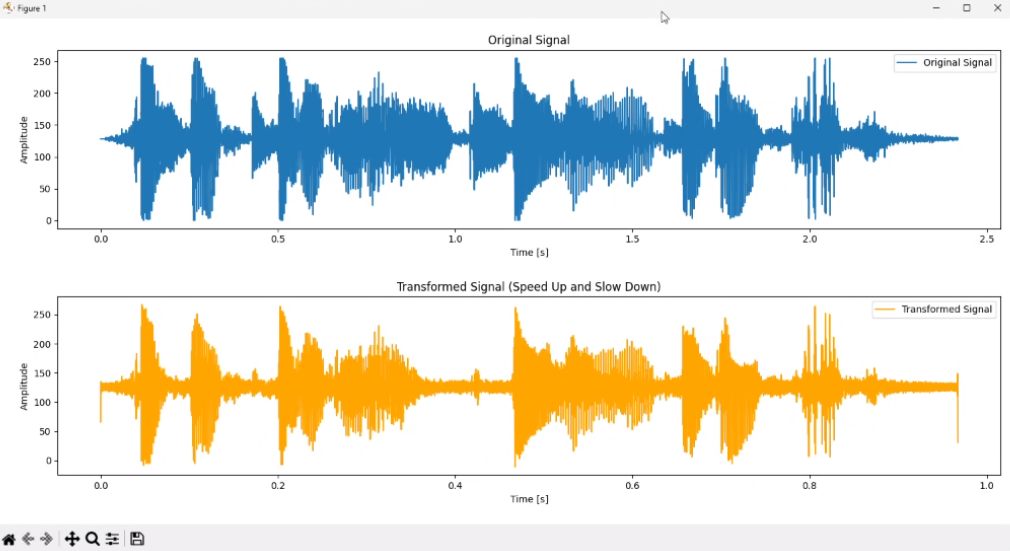 Figure 1
Original Signal
Original Signal
250
200
150
100
50
0
Amplitude
0.0 0.5 1.0 1.5 2.0 2.5
Time [s]
Transformed Signal (Speed Up and Slow Down)
Transformed Signal
250
200
150
100
50
0
Amplitude
0.0 0.2 0.4 0.6 0.8 1.0
Time [s]